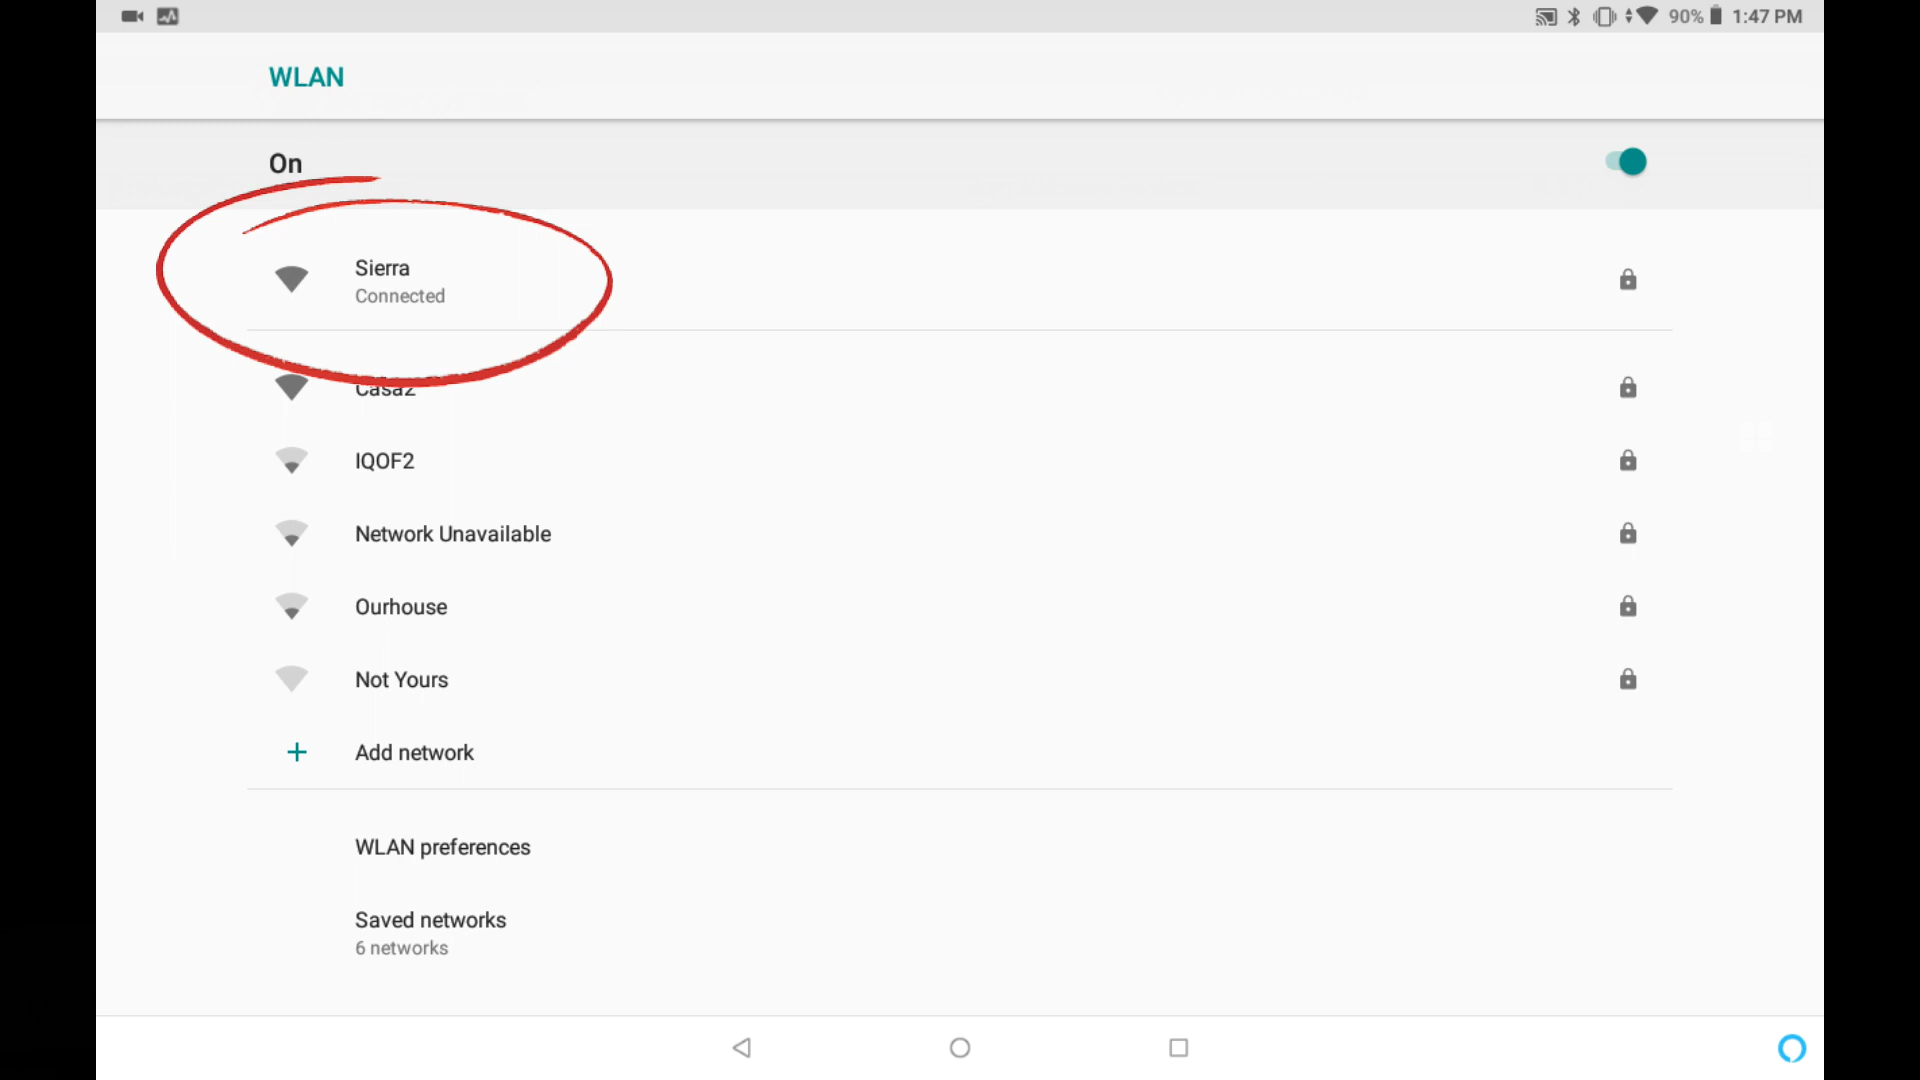 90% 1:47 PM
WLAN
On
Sierra
Connected
Casa2
IQOF2
Network Unavailable
Ourhouse
Not Yours
Add network
WLAN preferences
Saved networks
6 networks